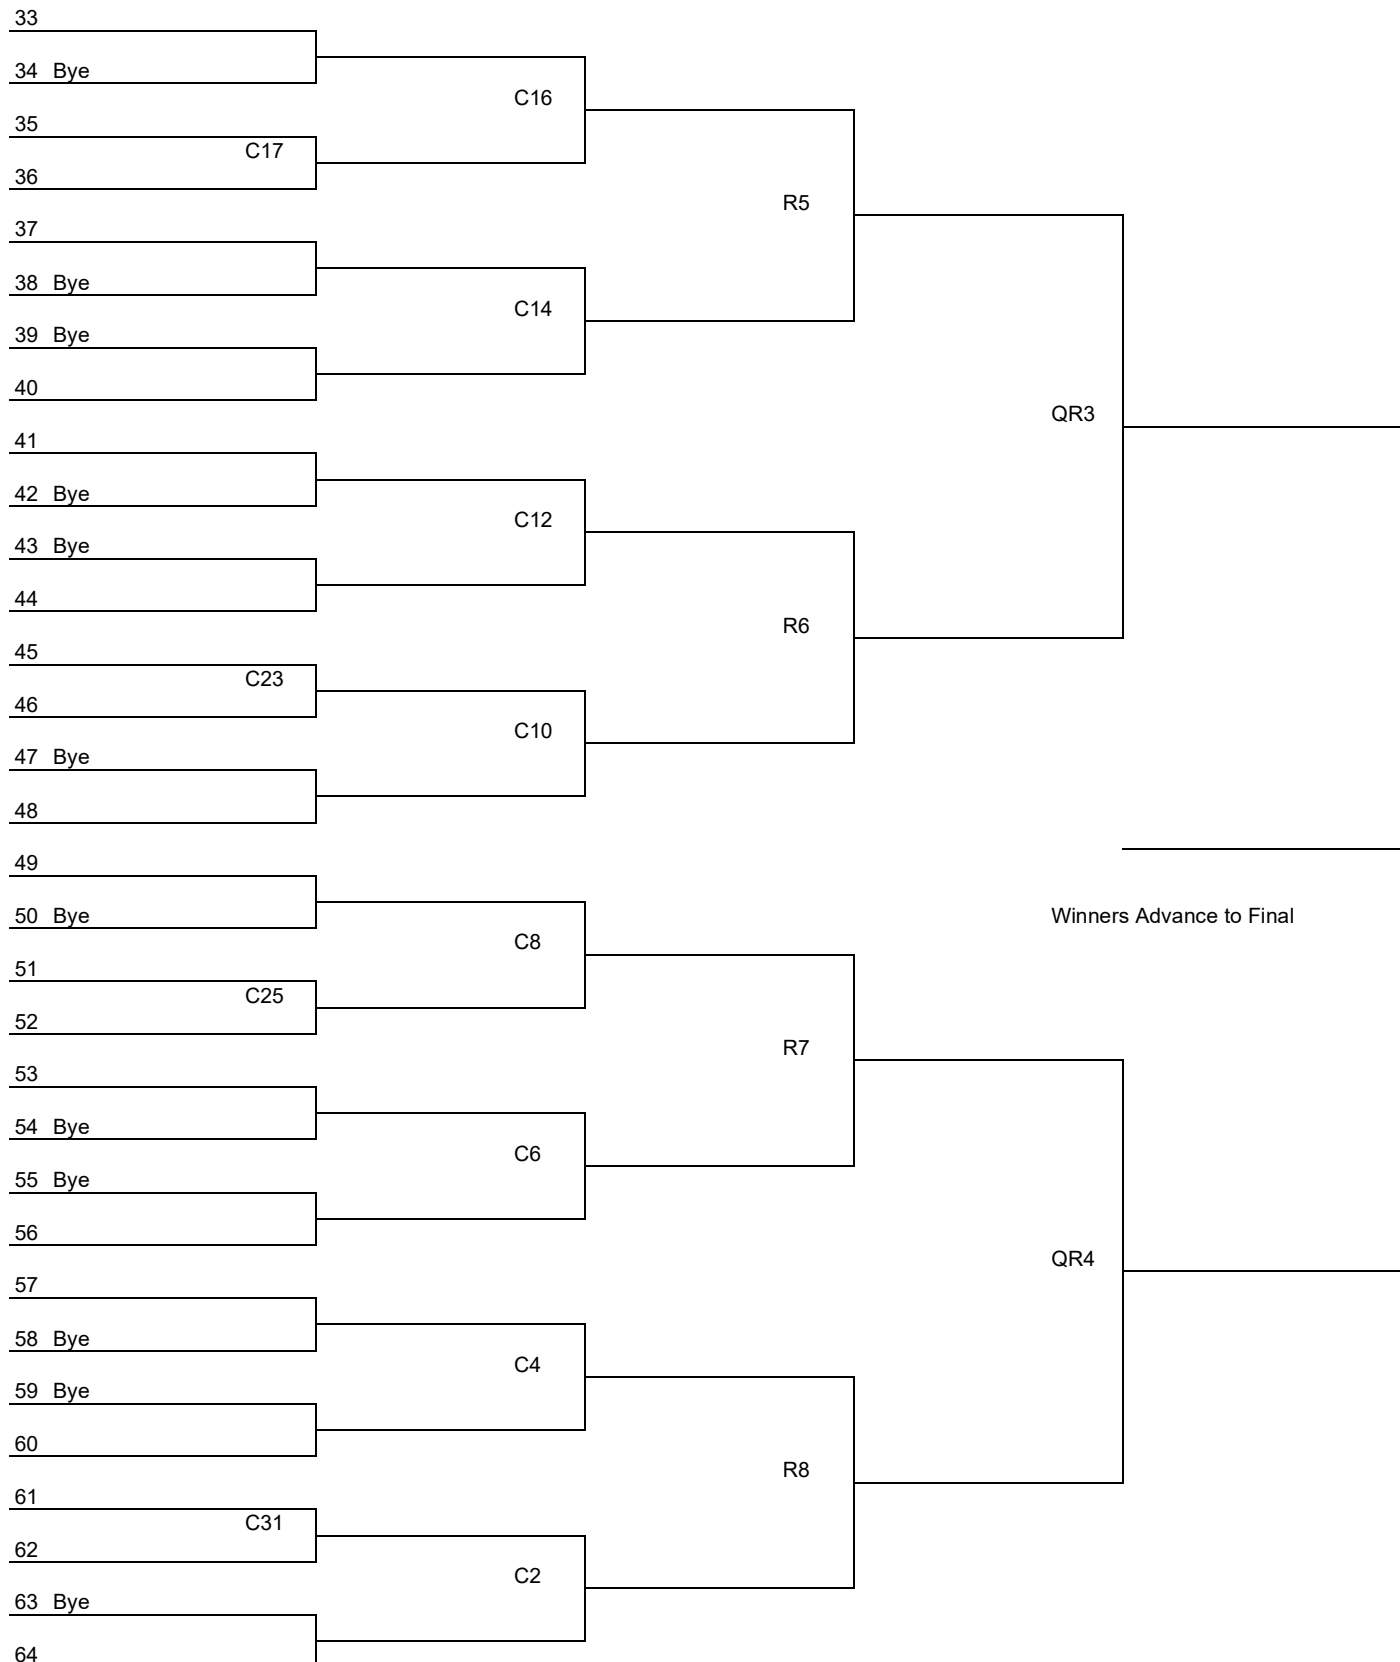 33
34 Bye
C16
35
C17
36
R5
37
38 Bye
C14
39 Bye
40
QR3
41
42 Bye
C12
43 Bye
44
R6
45
C23
46
C10
47 Bye
48
49
50 Bye
Winners Advance to Final
C8
51
C25
52
R7
53
54 Bye
C6
55 Bye
56
QR4
57
58 Bye
C4
59 Bye
60
R8
61
C31
62
C2
63 Bye
64